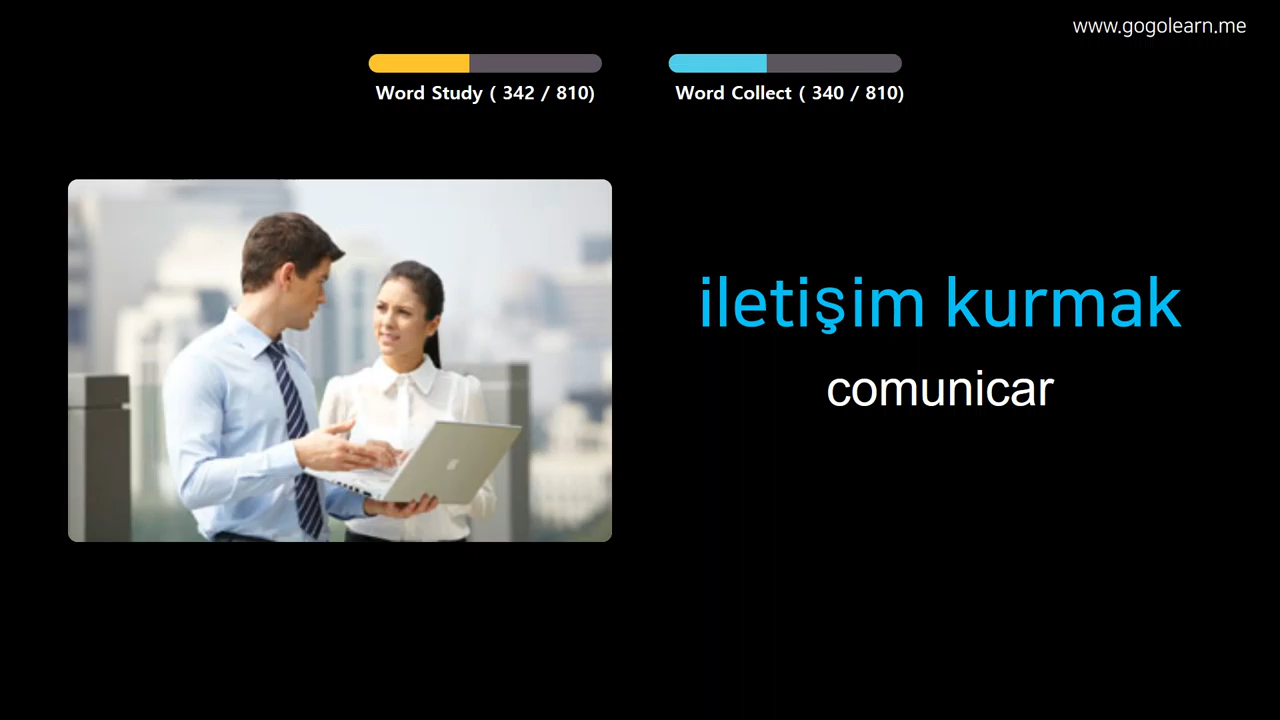 www.gogolearn.me
Word Study ( 342 / 810)
Word Collect ( 340 / 810)
iletişim kurmak
comunicar